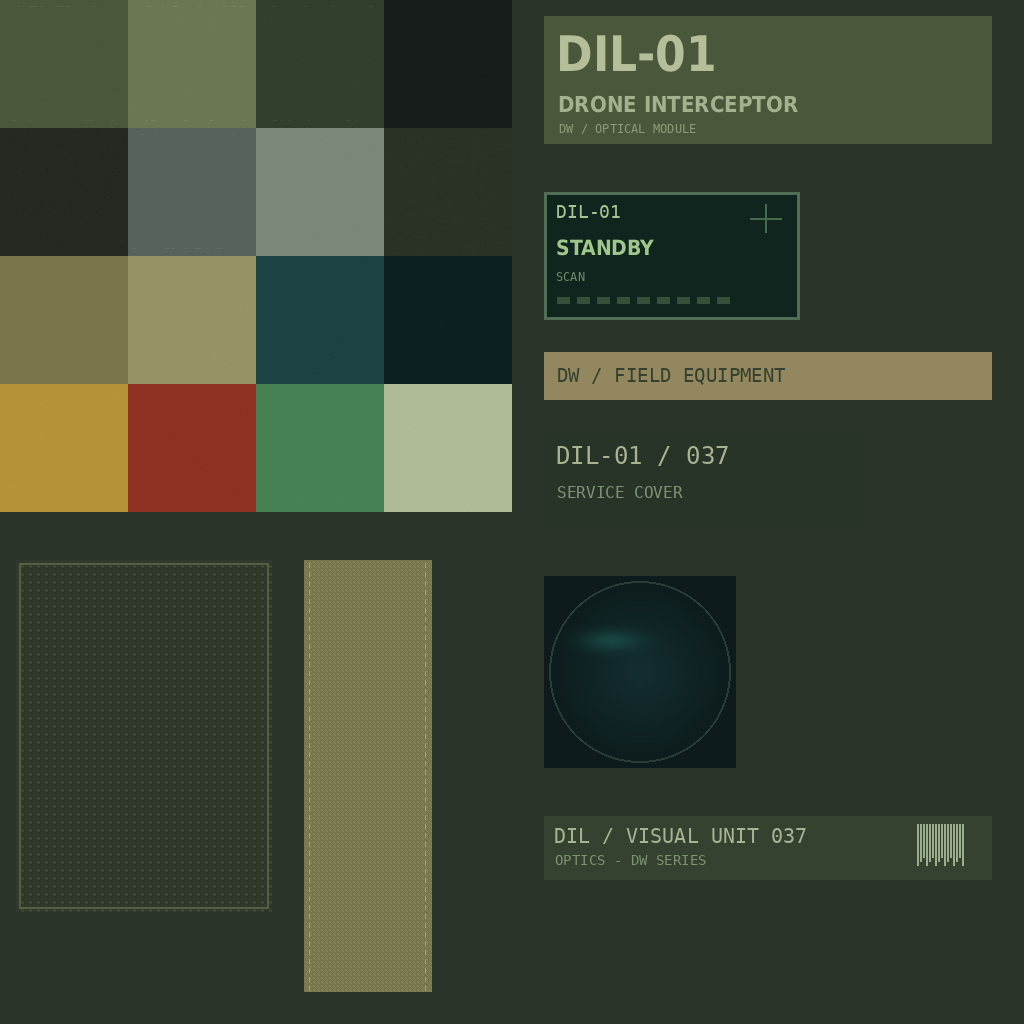 DIL-01
DRONE INTERCEPTOR
DW / OPTICAL MODULE
DIL-01
STANDBY
SCAN
DW / FIELD EQUIPMENT
DIL-01 / 037
SERVICE COVER
DIL / VISUAL UNIT 037
OPTICS - DW SERIES